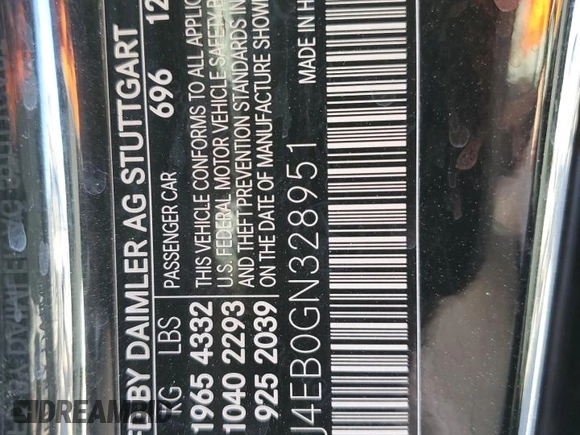 ED BY DAIMLER AG STUTTGART
696 12
KG LBS PASSENGER CAR
1965 4332 THIS VEHICLE CONFORMS TO ALL APPLIC
U.S. FEDERAL MOTOR VEHICLE SAFETY
1040 2293 AND THEFT PREVENTION STANDARDS IN
925 2039 ON THE DATE OF MANUFACTURE SHOW
J4EB0GN328951 MADE IN H
DREAMBID